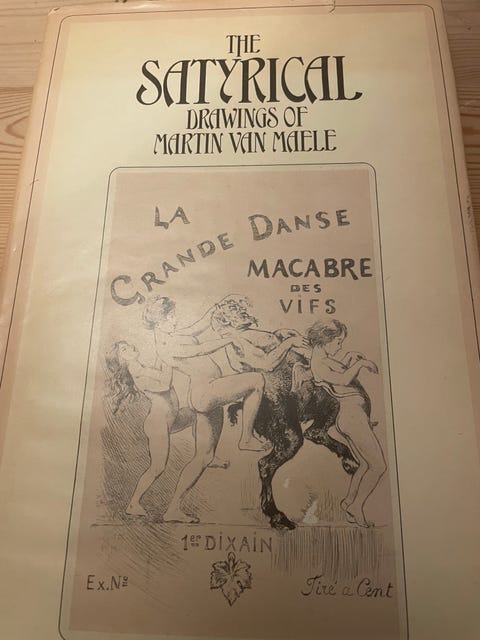 THE
SATYRICAL
DRAWINGS OF
MARTIN VAN MAELE
LA
GRANDE DANSE
MACABRE
DES
VIFS
1er DIXAIN
Ex. No
Tiré a Cent